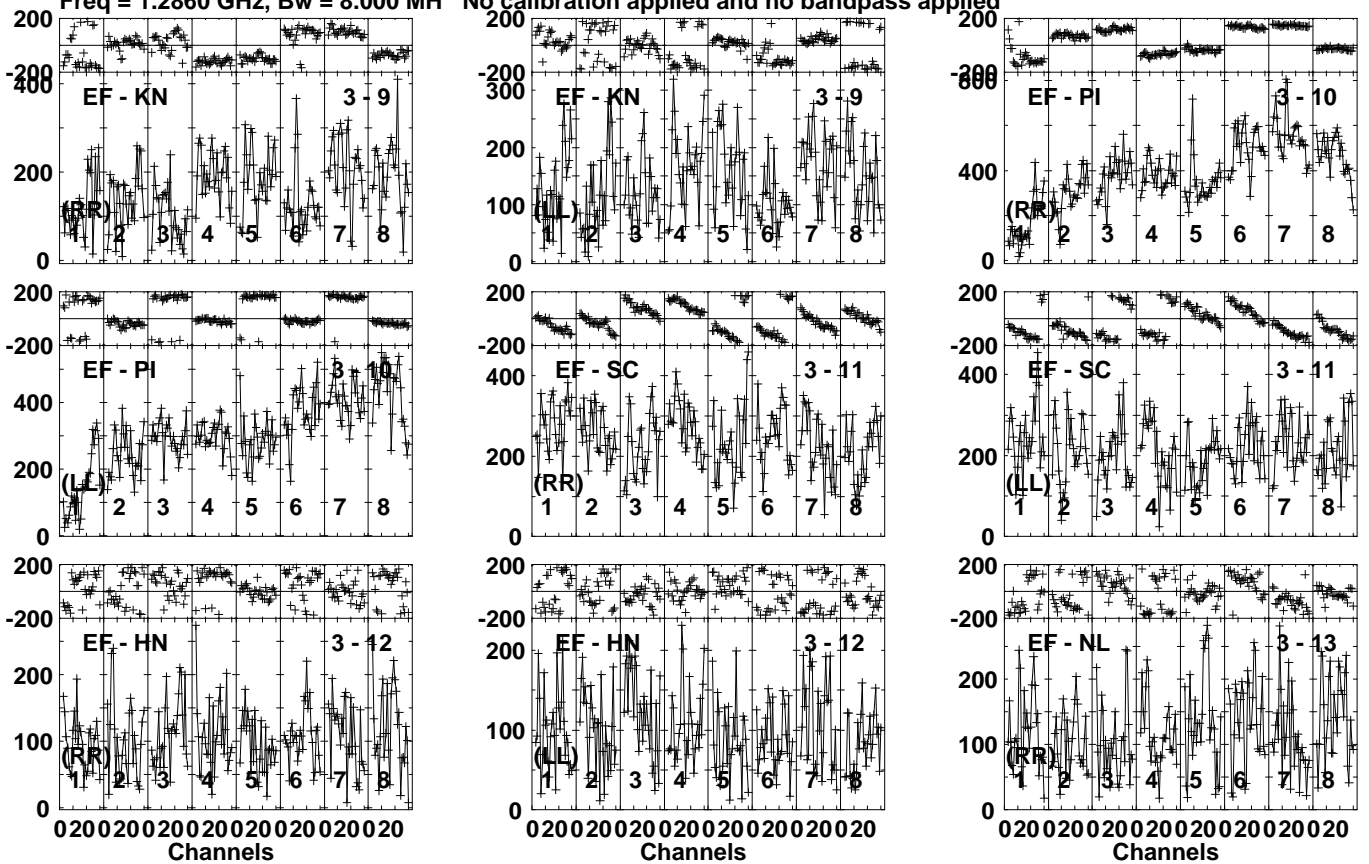 Freq = 1.2860 GHz, Bw = 8.000 MH No calibration applied and no bandpass applied
200 200 200
-200 -200 -200
400 EF - KN 3 - 9 300 EF - KN 3 - 9 EF - PI 3 - 10
200 200 400
100
(RR) (LL) (RR)
1 2 3 4 5 6 7 8 1 2 3 4 5 6 7 8 1 2 3 4 5 6 7 8
0 0 0
200 200 200
-200 -200 -200
EF - PI 3 - 10 EF - SC 3 - 11 EF - SC 3 - 11
400 400 400
200 200 200
(LL) (RR) (LL)
1 2 3 4 5 6 7 8 1 2 3 4 5 6 7 8 1 2 3 4 5 6 7 8
0 0 0
200 200 200
-200 -200 -200
EF - HN 3 - 12 EF - HN 3 - 12 EF - NL 3 - 13
200 200 200
100 100 100
(RR) (LL) (RR)
1 2 3 4 5 6 7 8 1 2 3 4 5 6 7 8 1 2 3 4 5 6 7 8
0 0 0
0 20 0 20 0 20 0 20 0 20 0 20 0 20 0 20 0 20 0 20 0 20 0 20 0 20 0 20 0 20 0 20 0 20 0 20 0 20 0 20 0 20 0 20 0 20 0 20
Channels Channels Channels